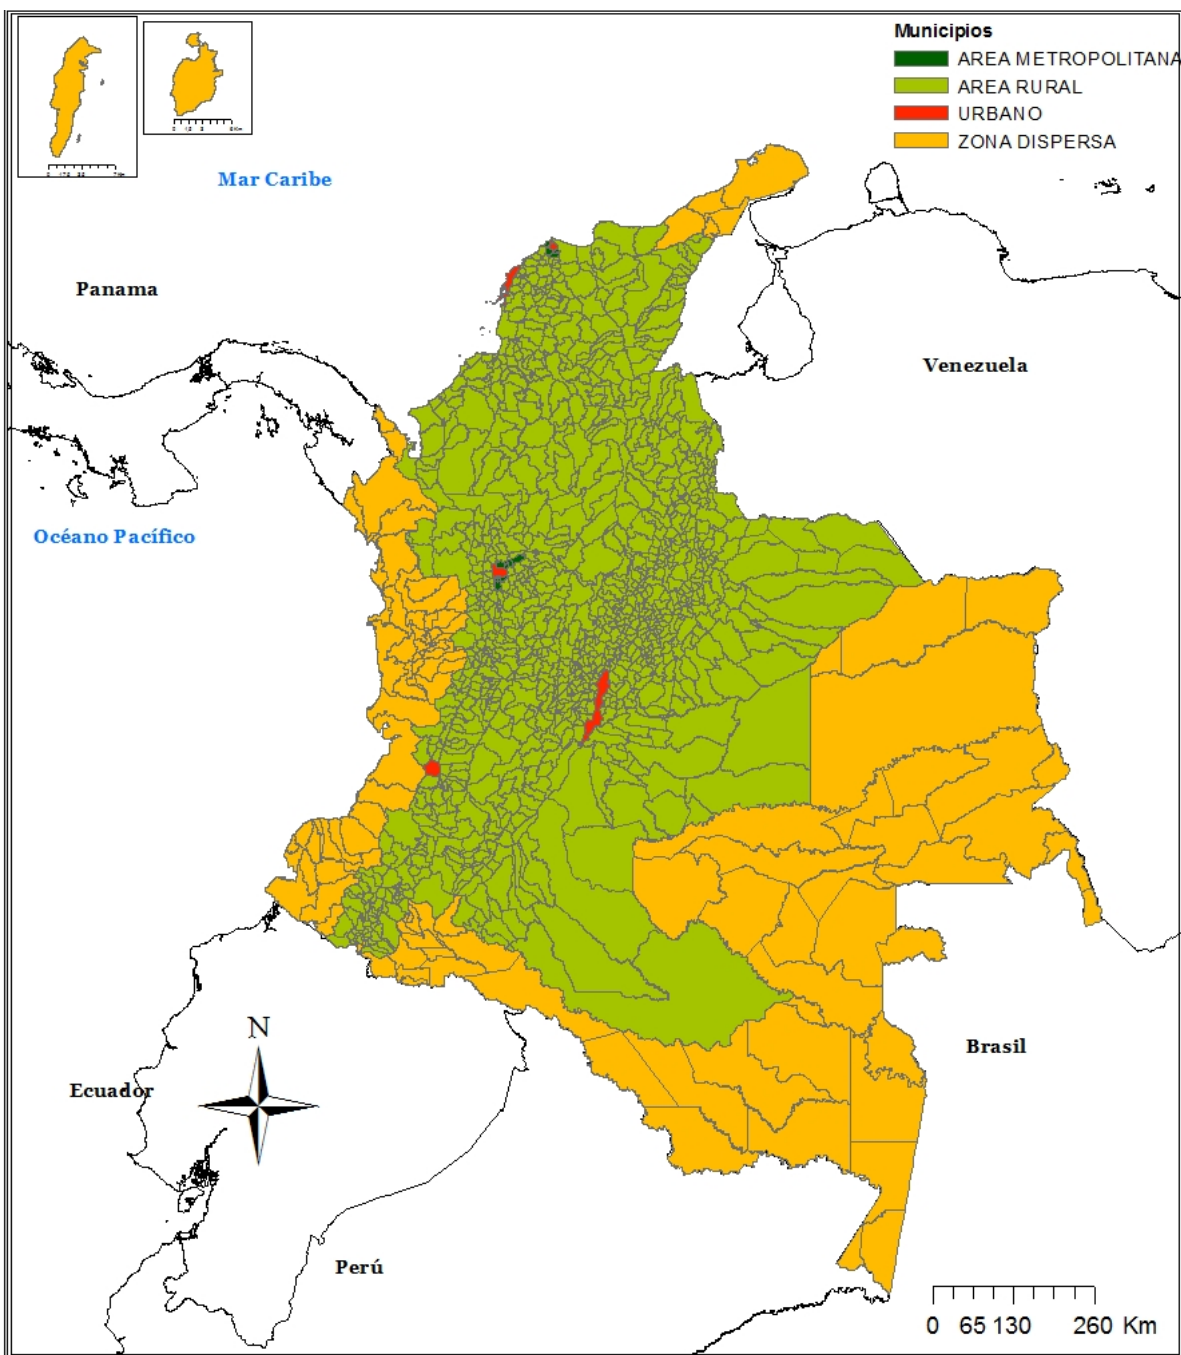 Municipios
AREA METROPOLITANA
AREA RURAL
URBANO
ZONA DISPERSA
Mar Caribe
Panama
Venezuela
Océano Pacífico
N
Brasil
Ecuador
Perú
0 65 130 260 Km